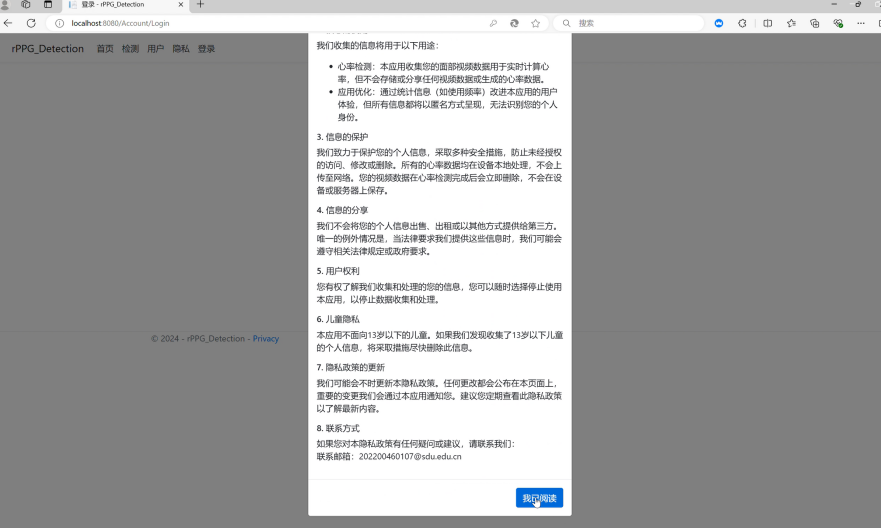 登录 - rPPG_Detection
localhost:8080/Account/Login
搜索
rPPG_Detection 首页 检测 用户 隐私 登录
我们收集的信息将用于以下用途：
• 心率检测：本应用收集您的面部视频数据用于实时计算心
率，但不会存储或分享任何视频数据或生成的心率数据。
• 应用优化：通过统计信息（如使用频率）改进本应用的用户
体验，但所有信息都将以匿名方式呈现，无法识别您的个人
身份。
3. 信息的保护
我们致力于保护您的个人信息，采取多种安全措施，防止未经授权
的访问、修改或删除。所有的心率数据均在设备本地处理，不会上
传至网络。您的视频数据在心率检测完成后会立即删除，不会在设
备或服务器上保存。
4. 信息的分享
我们不会将您的个人信息出售、出租或以其他方式提供给第三方。
唯一的例外情况是，当法律要求我们提供这些信息时，我们可能会
遵守相关法律规定或政府要求。
5. 用户权利
您有权了解我们收集和处理的您的信息，您可以随时选择停止使用
本应用，以停止数据收集和处理。
6. 儿童隐私
本应用不面向13岁以下的儿童。如果我们发现收集了13岁以下儿童
的个人信息，将采取措施尽快删除此信息。
7. 隐私政策的更新
我们可能会不时更新本隐私政策。任何更改都会公布在本页面上，
重要的变更我们会通过本应用通知您。建议您定期查看此隐私政策
以了解最新内容。
8. 联系方式
如果您对本隐私政策有任何疑问或建议，请联系我们：
联系邮箱：202200460107@sdu.edu.cn
我已阅读
© 2024 - rPPG_Detection - Privacy